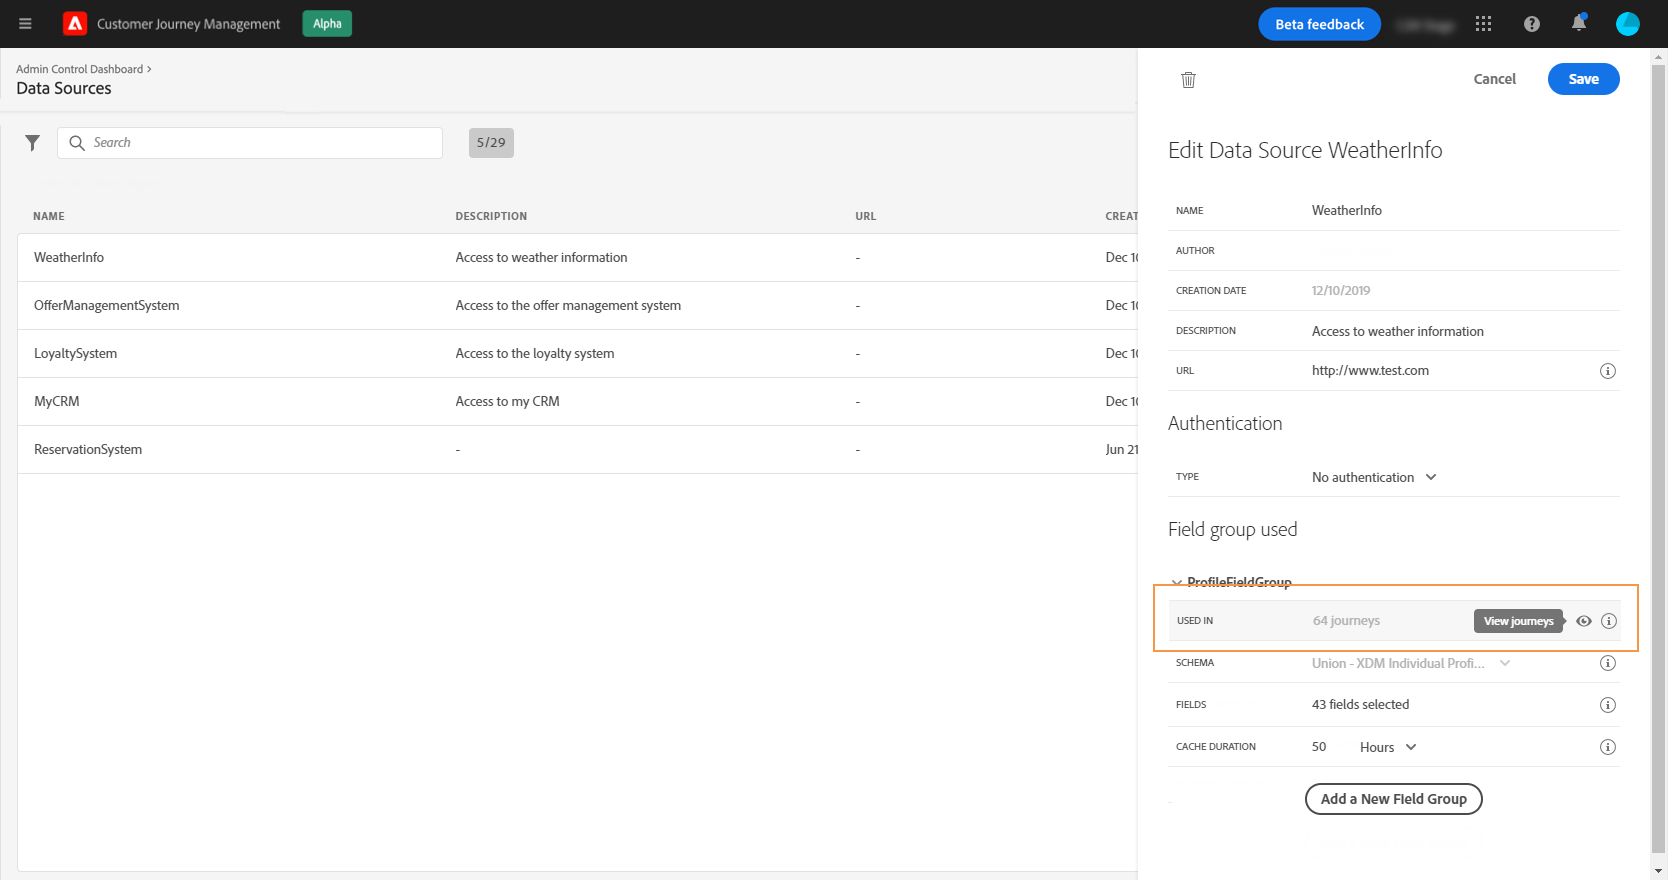 Customer Journey Management
Alpha
Beta feedback
Admin Control Dashboard >
Data Sources
Search
5/29
NAME DESCRIPTION URL CREAT
WeatherInfo Access to weather information - Dec 10
OfferManagementSystem Access to the offer management system - Dec 10
LoyaltySystem Access to the loyalty system - Dec 10
MyCRM Access to my CRM - Dec 10
ReservationSystem - - Jun 21
Cancel
Save
Edit Data Source WeatherInfo
NAME WeatherInfo
AUTHOR
CREATION DATE 12/10/2019
DESCRIPTION Access to weather information
URL http://www.test.com
Authentication
TYPE No authentication
Field group used
ProfileFieldGroup
USED IN 64 journeys View journeys
SCHEMA Union - XDM Individual Profi...
FIELDS 43 fields selected
CACHE DURATION 50 Hours
Add a New Field Group